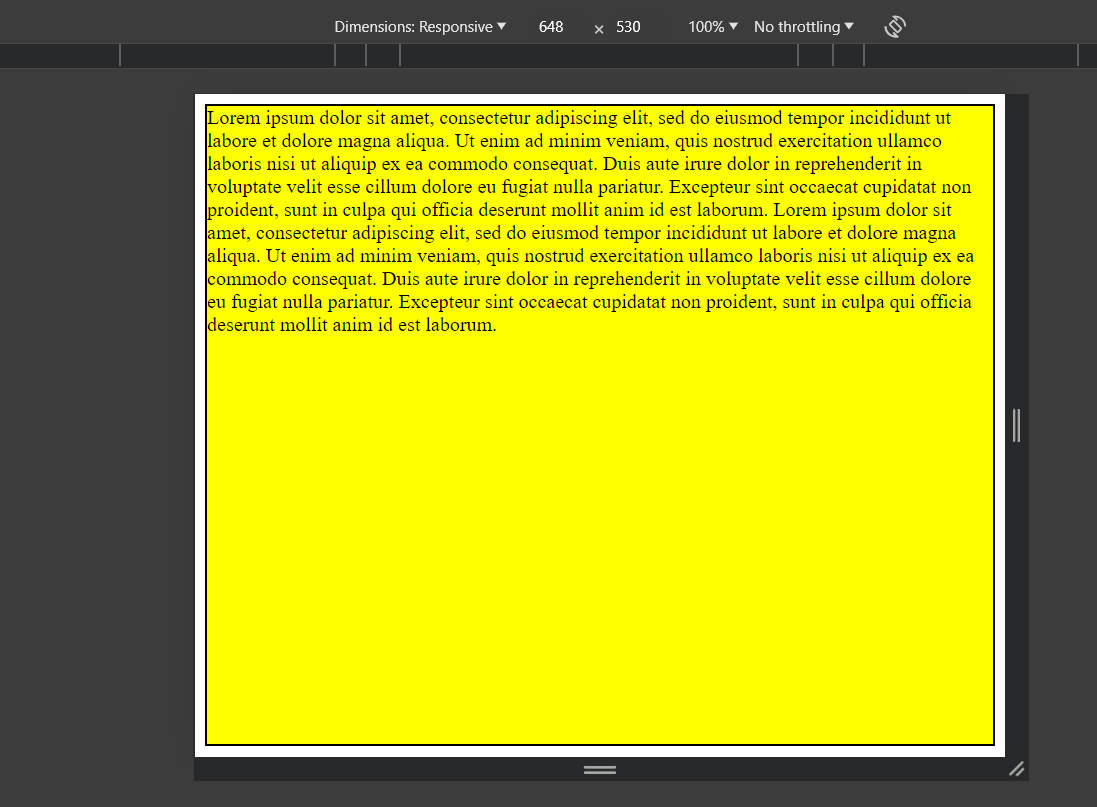 Dimensions: Responsive 648 × 530 100% No throttling
Lorem ipsum dolor sit amet, consectetur adipiscing elit, sed do eiusmod tempor incididunt ut
labore et dolore magna aliqua. Ut enim ad minim veniam, quis nostrud exercitation ullamco
laboris nisi ut aliquip ex ea commodo consequat. Duis aute irure dolor in reprehenderit in
voluptate velit esse cillum dolore eu fugiat nulla pariatur. Excepteur sint occaecat cupidatat non
proident, sunt in culpa qui officia deserunt mollit anim id est laborum. Lorem ipsum dolor sit
amet, consectetur adipiscing elit, sed do eiusmod tempor incididunt ut labore et dolore magna
aliqua. Ut enim ad minim veniam, quis nostrud exercitation ullamco laboris nisi ut aliquip ex ea
commodo consequat. Duis aute irure dolor in reprehenderit in voluptate velit esse cillum dolore
eu fugiat nulla pariatur. Excepteur sint occaecat cupidatat non proident, sunt in culpa qui officia
deserunt mollit anim id est laborum.